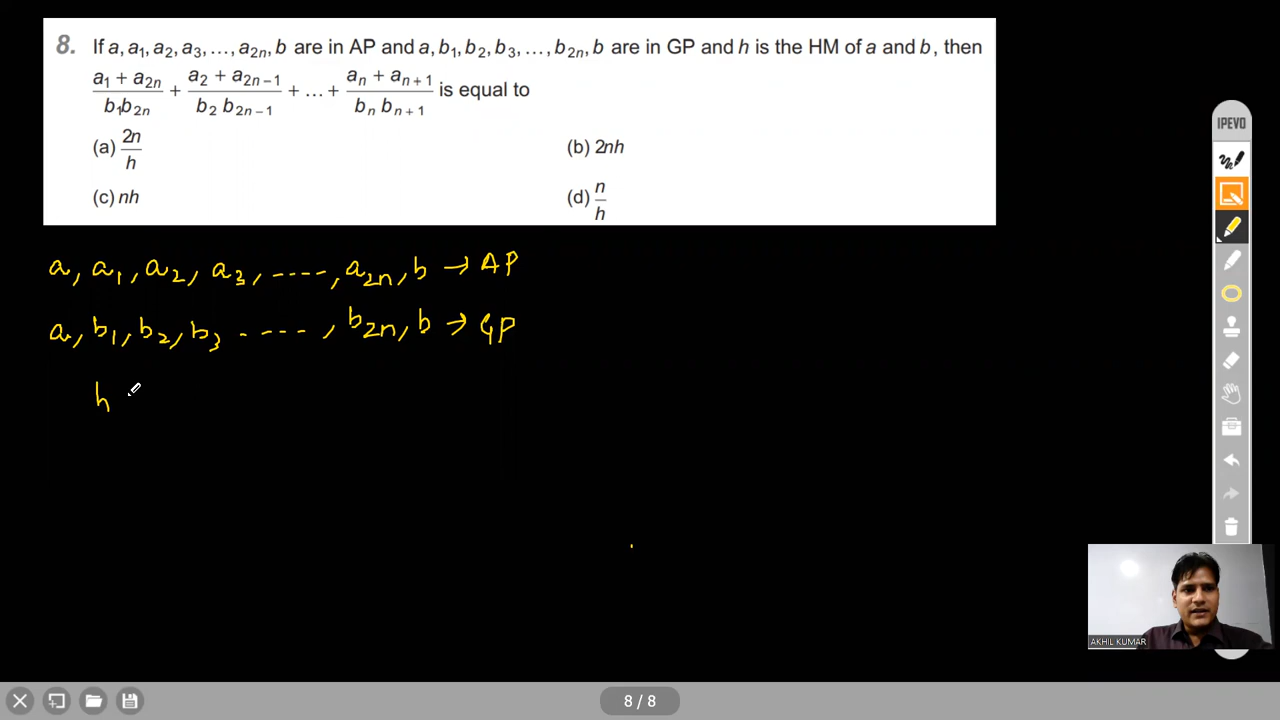 8. If a, a₁, a₂, a₃, ..., a₂ₙ, b are in AP and a, b₁, b₂, b₃, ..., b₂ₙ, b are in GP and h is the HM of a and b, then
(a₁ + a₂ₙ)/(b₁b₂ₙ) + (a₂ + a₂ₙ₋₁)/(b₂ b₂ₙ₋₁) + ... + (aₙ + aₙ₊₁)/(bₙ bₙ₊₁) is equal to
(a) 2n/h (b) 2nh
(c) nh (d) n/h
a, a₁, a₂, a₃, ----, a₂ₙ, b → AP
a, b₁, b₂, b₃ ----, b₂ₙ, b → GP
h
IPEVO
AKHIL KUMAR
8 / 8